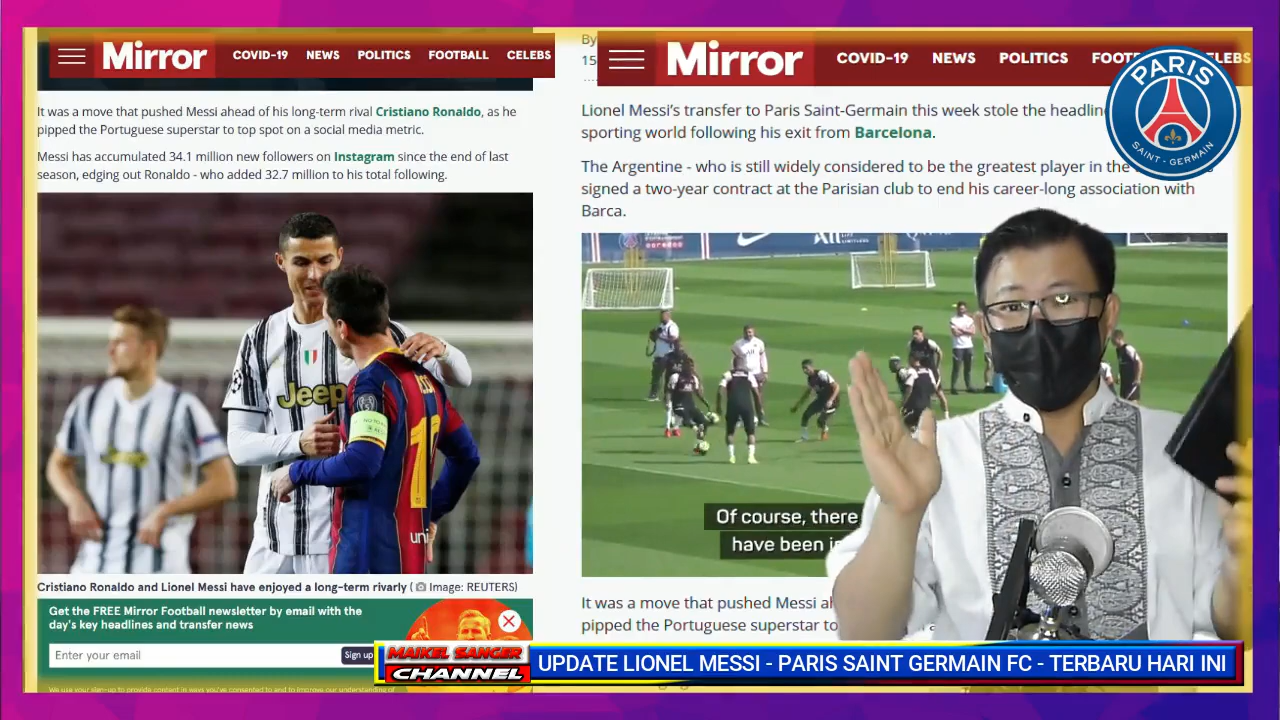 Mirror
COVID-19 NEWS POLITICS FOOTBALL CELEBS
It was a move that pushed Messi ahead of his long-term rival Cristiano Ronaldo, as he
pipped the Portuguese superstar to top spot on a social media metric.
Messi has accumulated 34.1 million new followers on Instagram since the end of last
season, edging out Ronaldo - who added 32.7 million to his total following.
Jeep
10
uni
Cristiano Ronaldo and Lionel Messi have enjoyed a long-term rivarly ( Image: REUTERS)
Get the FREE Mirror Football newsletter by email with the
day's key headlines and transfer news
Enter your email
Sign up
By
15
Mirror
COVID-19 NEWS POLITICS
PARIS
SAINT - GERMAIN
Lionel Messi's transfer to Paris Saint-Germain this week stole the
sporting world following his exit from Barcelona.
The Argentine - who is still widely considered to be the greatest player in the
signed a two-year contract at the Parisian club to end his career-long association with
Barca.
Of course, there
have been
It was a move that pushed Messi
pipped the Portuguese superstar to
MAIKEL SANGER
CHANNEL
UPDATE LIONEL MESSI - PARIS SAINT GERMAIN FC - TERBARU HARI INI